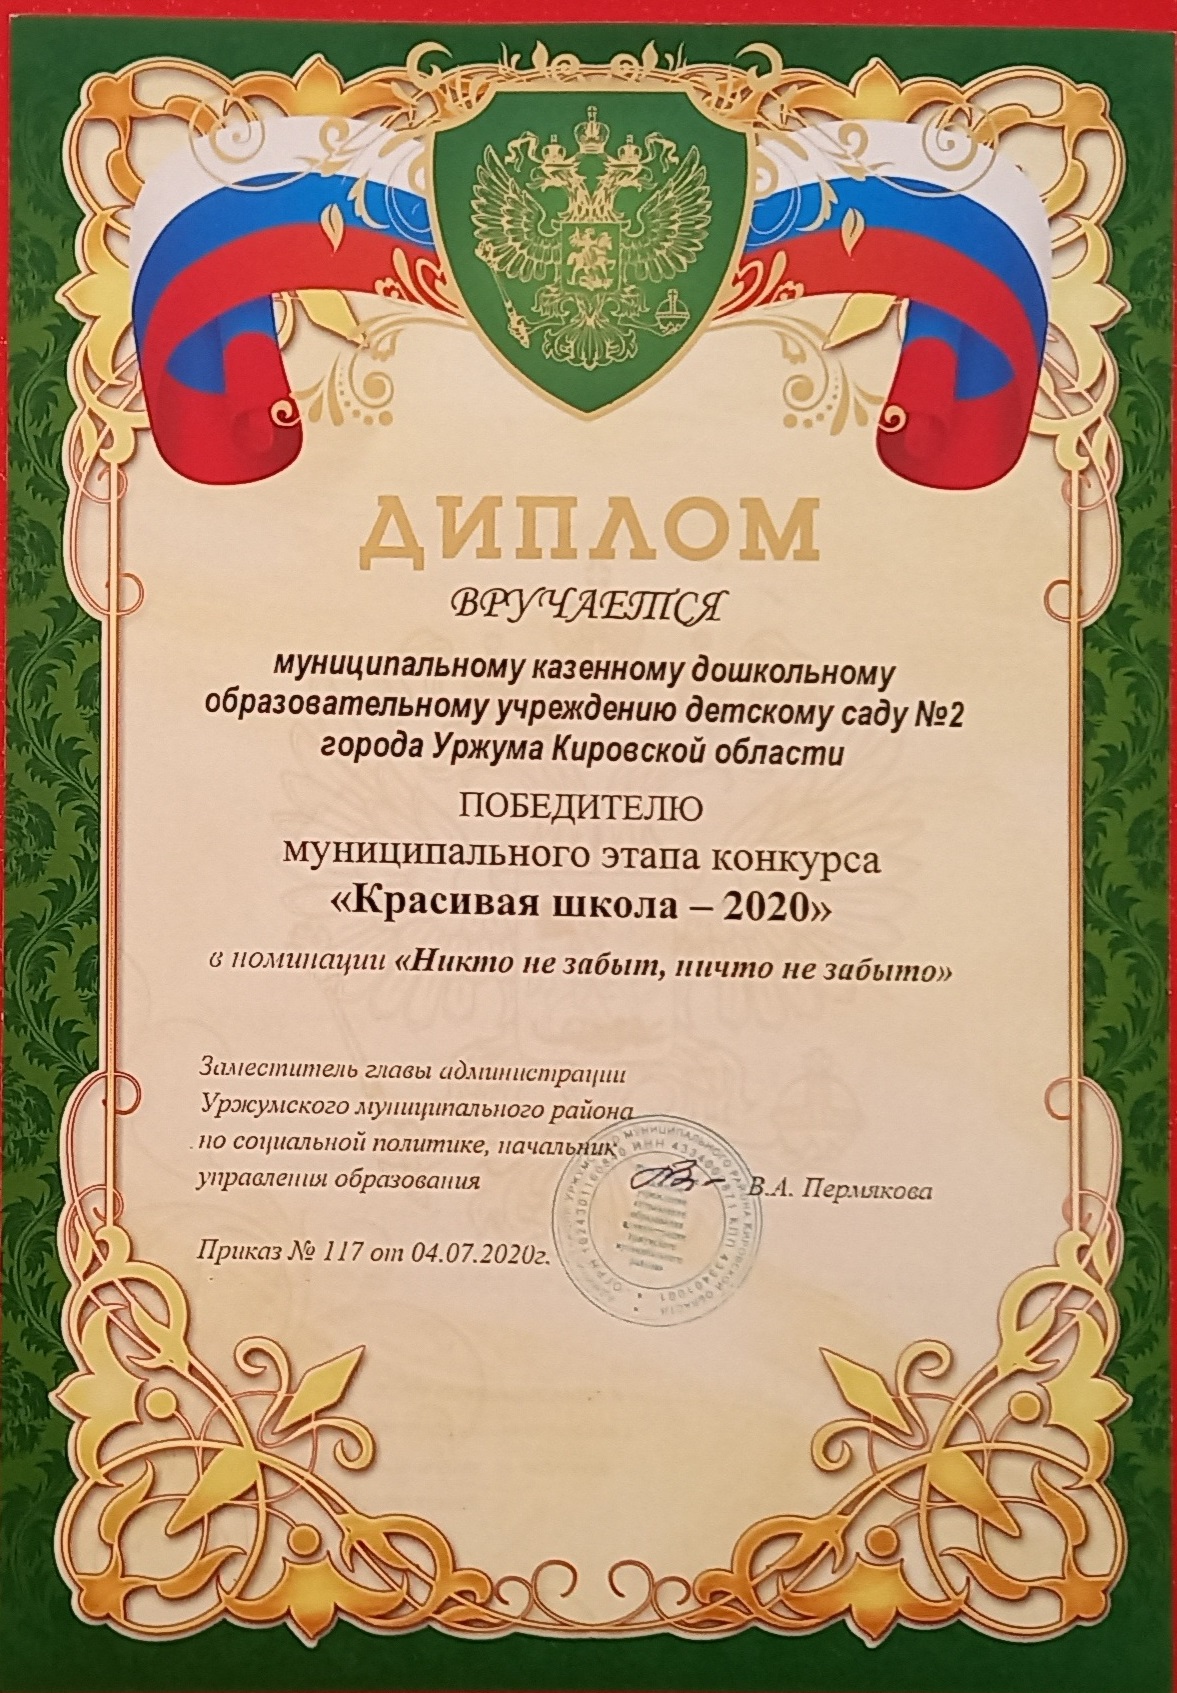 ДИПЛОМ
ВРУЧАЕТСЯ
муниципальному казенному дошкольному
образовательному учреждению детскому саду №2
города Уржума Кировской области
ПОБЕДИТЕЛЮ
муниципального этапа конкурса
«Красивая школа – 2020»
в номинации «Никто не забыт, ничто не забыто»
Заместитель главы администрации
Уржумского муниципального района
по социальной политике, начальник
управления образования
В.А. Пермякова
Приказ № 117 от 04.07.2020г.